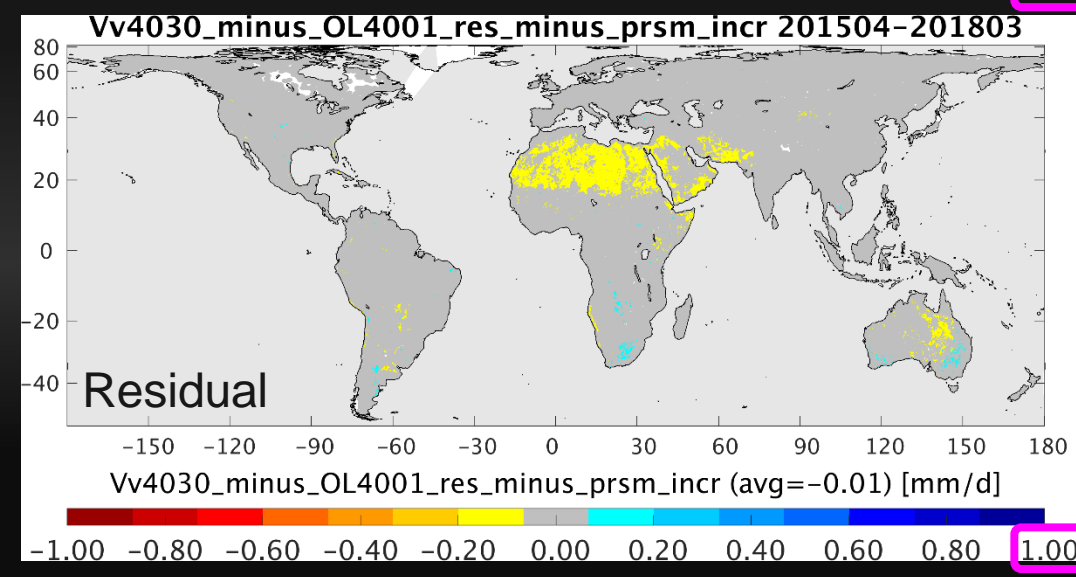 Vv4030_minus_OL4001_res_minus_prsm_incr 201504-201803
80
60
40
20
0
-20
-40
Residual
-150 -120 -90 -60 -30 0 30 60 90 120 150 180
Vv4030_minus_OL4001_res_minus_prsm_incr (avg=-0.01) [mm/d]
-1.00 -0.80 -0.60 -0.40 -0.20 0.00 0.20 0.40 0.60 0.80 1.00